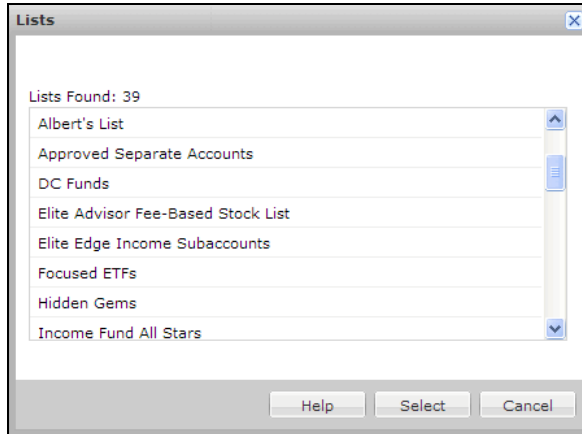 Lists
Lists Found: 39
Albert's List
Approved Separate Accounts
DC Funds
Elite Advisor Fee-Based Stock List
Elite Edge Income Subaccounts
Focused ETFs
Hidden Gems
Income Fund All Stars
Help Select Cancel